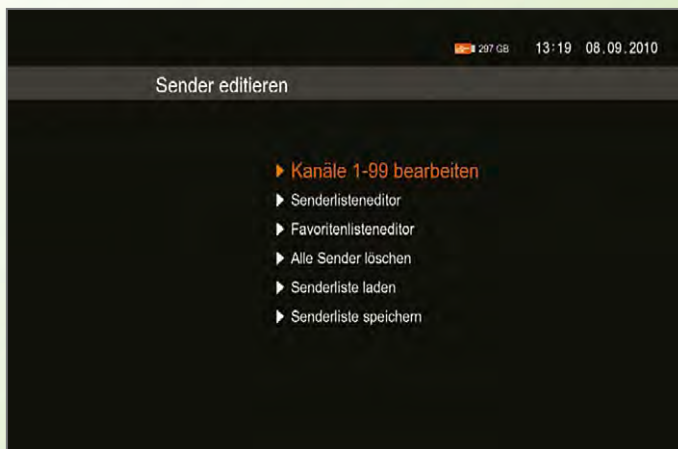 297 GB 13:19 08.09.2010
Sender editieren
Kanäle 1-99 bearbeiten
Senderlisteneditor
Favoritenlisteneditor
Alle Sender löschen
Senderliste laden
Senderliste speichern